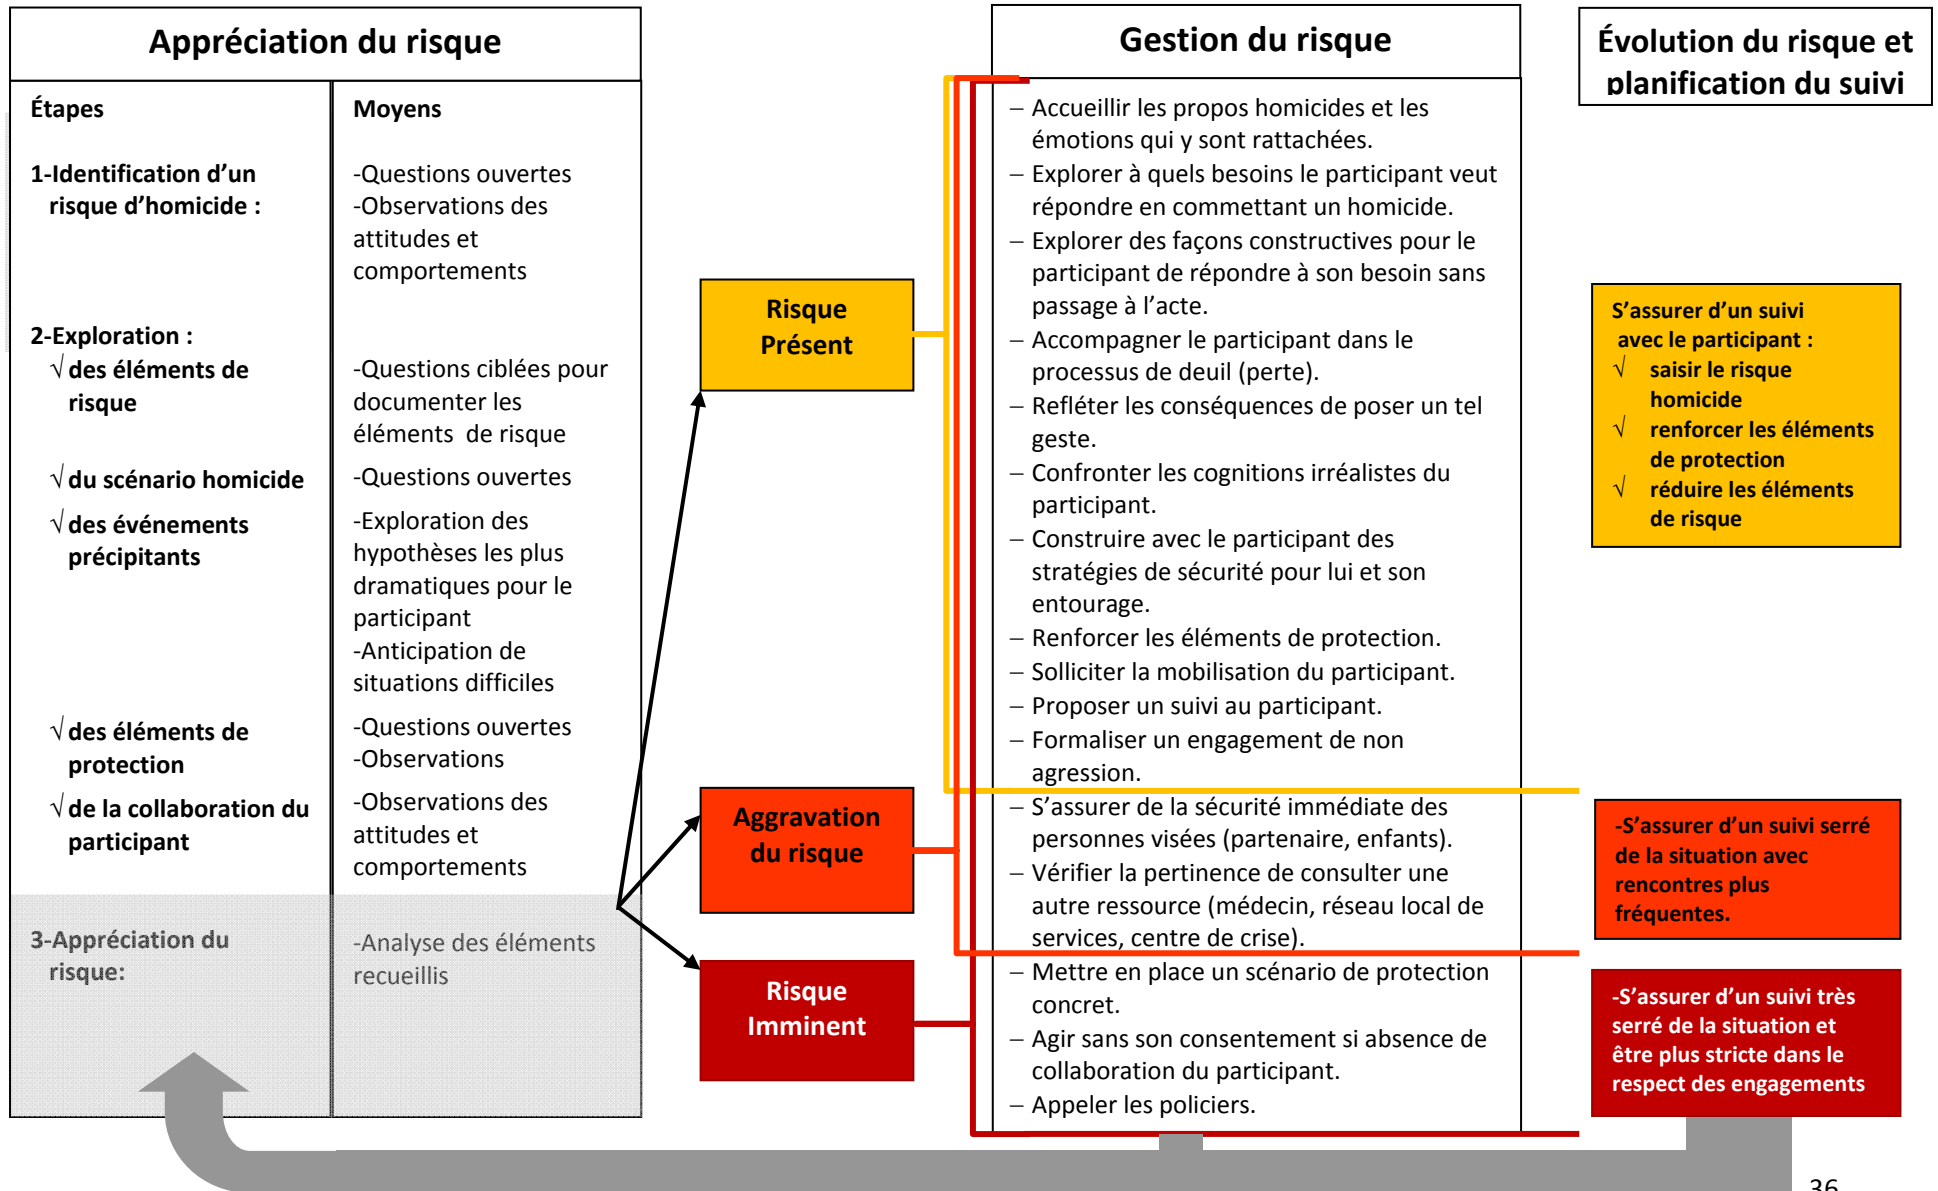 Appréciation du risque
Étapes
Moyens
1-Identification d’un
risque d’homicide :
-Questions ouvertes
-Observations des
attitudes et
comportements
2-Exploration :
√ des éléments de
risque
-Questions ciblées pour
documenter les
éléments de risque
√ du scénario homicide
-Questions ouvertes
√ des événements
précipitants
-Exploration des
hypothèses les plus
dramatiques pour le
participant
-Anticipation de
situations difficiles
√ des éléments de
protection
-Questions ouvertes
-Observations
√ de la collaboration du
participant
-Observations des
attitudes et
comportements
3-Appréciation du
risque:
-Analyse des éléments
recueillis
Risque
Présent
Aggravation
du risque
Risque
Imminent
Gestion du risque
− Accueillir les propos homicides et les
émotions qui y sont rattachées.
− Explorer à quels besoins le participant veut
répondre en commettant un homicide.
− Explorer des façons constructives pour le
participant de répondre à son besoin sans
passage à l’acte.
− Accompagner le participant dans le
processus de deuil (perte).
− Refléter les conséquences de poser un tel
geste.
− Confronter les cognitions irréalistes du
participant.
− Construire avec le participant des
stratégies de sécurité pour lui et son
entourage.
− Renforcer les éléments de protection.
− Solliciter la mobilisation du participant.
− Proposer un suivi au participant.
− Formaliser un engagement de non
agression.
− S’assurer de la sécurité immédiate des
personnes visées (partenaire, enfants).
− Vérifier la pertinence de consulter une
autre ressource (médecin, réseau local de
services, centre de crise).
− Mettre en place un scénario de protection
concret.
− Agir sans son consentement si absence de
collaboration du participant.
− Appeler les policiers.
Évolution du risque et
planification du suivi
S’assurer d’un suivi
avec le participant :
√ saisir le risque
homicide
√ renforcer les éléments
de protection
√ réduire les éléments
de risque
-S’assurer d’un suivi serré
de la situation avec
rencontres plus
fréquentes.
-S’assurer d’un suivi très
serré de la situation et
être plus stricte dans le
respect des engagements
36